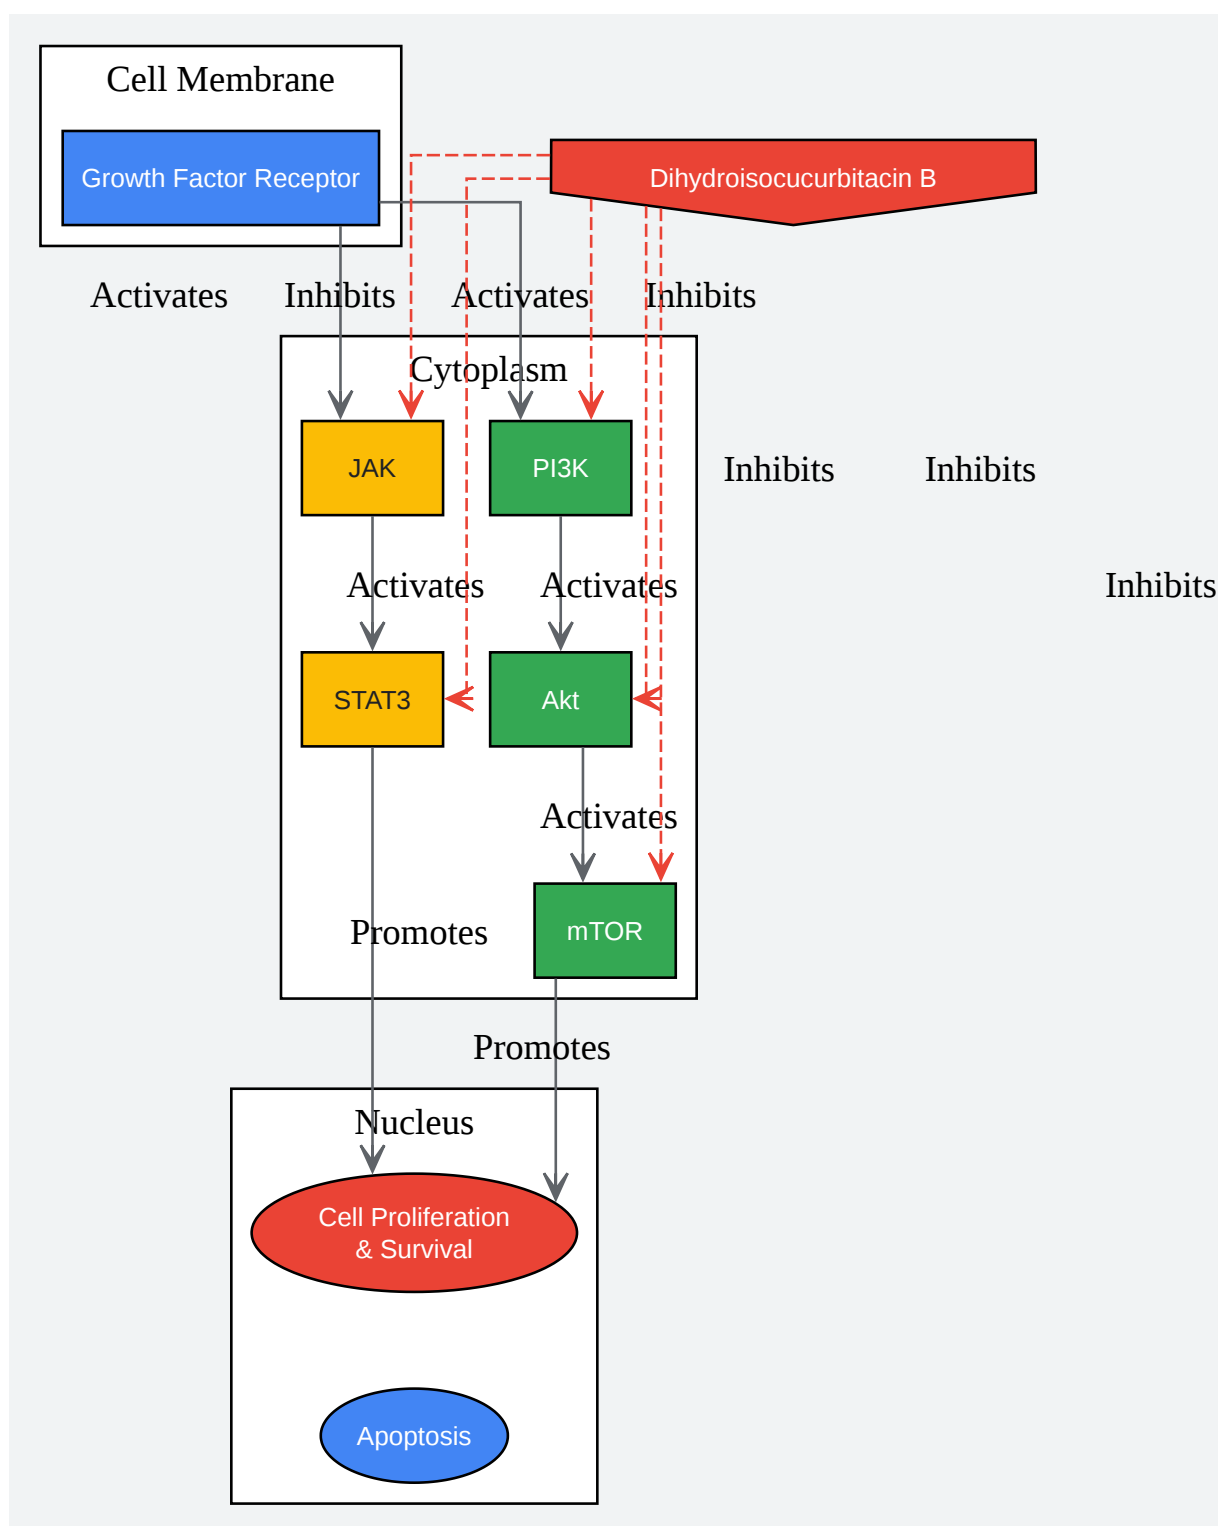 Cell Membrane
Growth Factor Receptor
Dihydroisocucurbitacin B
Activates
Inhibits
Activates
Inhibits
Cytoplasm
JAK
PI3K
Inhibits
Inhibits
Activates
Activates
Inhibits
STAT3
Akt
Activates
Promotes
mTOR
Promotes
Nucleus
Cell Proliferation
& Survival
Apoptosis